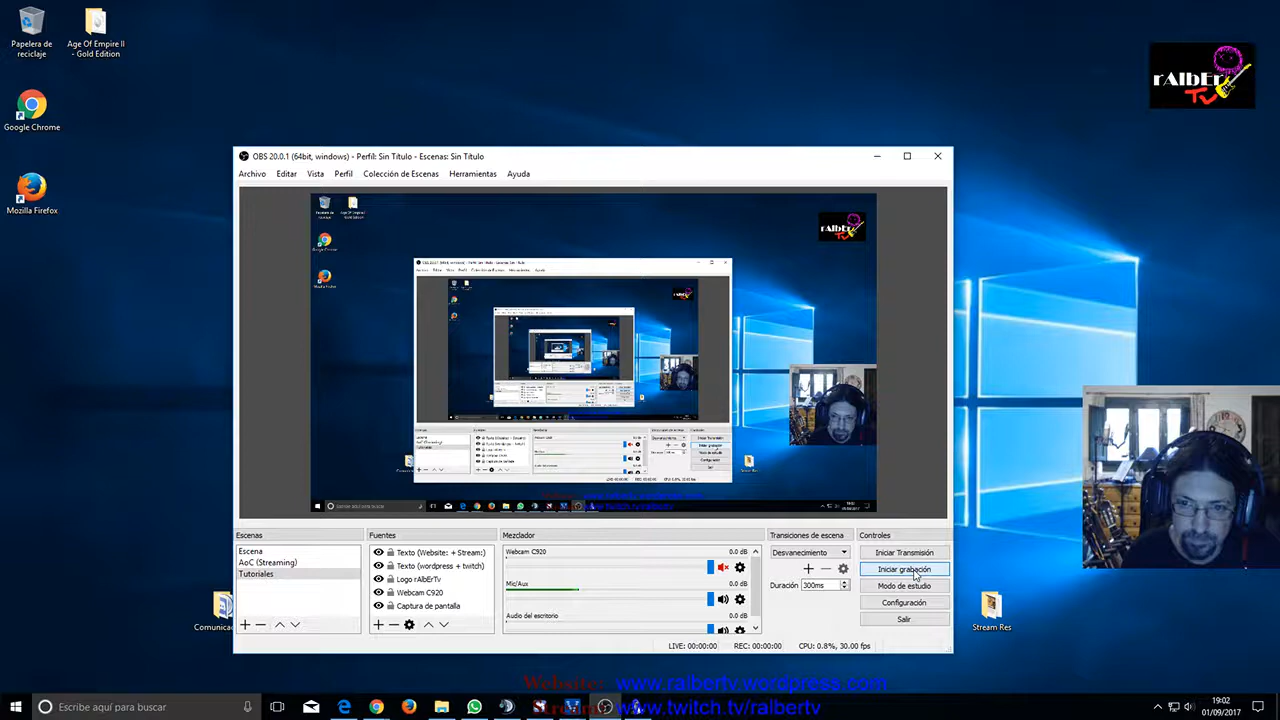 Papelera de
reciclaje
Age Of Empire II
- Gold Edition
Google Chrome
Mozilla Firefox
rAlbEr
Tv
OBS 20.0.1 (64bit, windows) - Perfil: Sin Título - Escenas: Sin Título
Archivo Editar Vista Perfil Colección de Escenas Herramientas Ayuda
Escenas
Escena
AoC (Streaming)
Tutoriales
Fuentes
Texto (Website: + Stream:)
Texto (wordpress + twitch)
Logo rAlbErTv
Webcam C920
Captura de pantalla
Mezclador
Webcam C920 0.0 dB
Mic/Aux 0.0 dB
Audio del escritorio 0.0 dB
Transiciones de escena
Desvanecimiento
Duración 300ms
Controles
Iniciar Transmisión
Iniciar grabación
Modo de estudio
Configuración
Salir
LIVE: 00:00:00 REC: 00:00:00 CPU: 0.8%, 30.00 fps
Comunicac
Stream Res
Website: www.ralbertv.wordpress.com
www.twitch.tv/ralbertv
Escribe aquí para buscar
19:02
01/09/2017